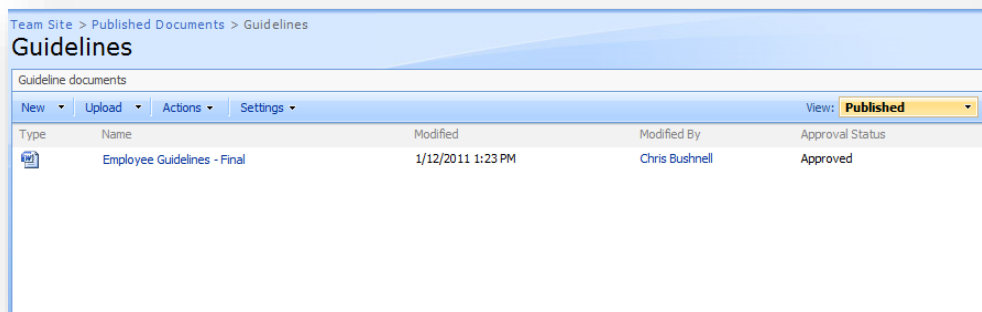 Team Site > Published Documents > Guidelines
Guidelines
Guideline documents
New Upload Actions Settings View: Published
Type Name Modified Modified By Approval Status
Employee Guidelines - Final 1/12/2011 1:23 PM Chris Bushnell Approved